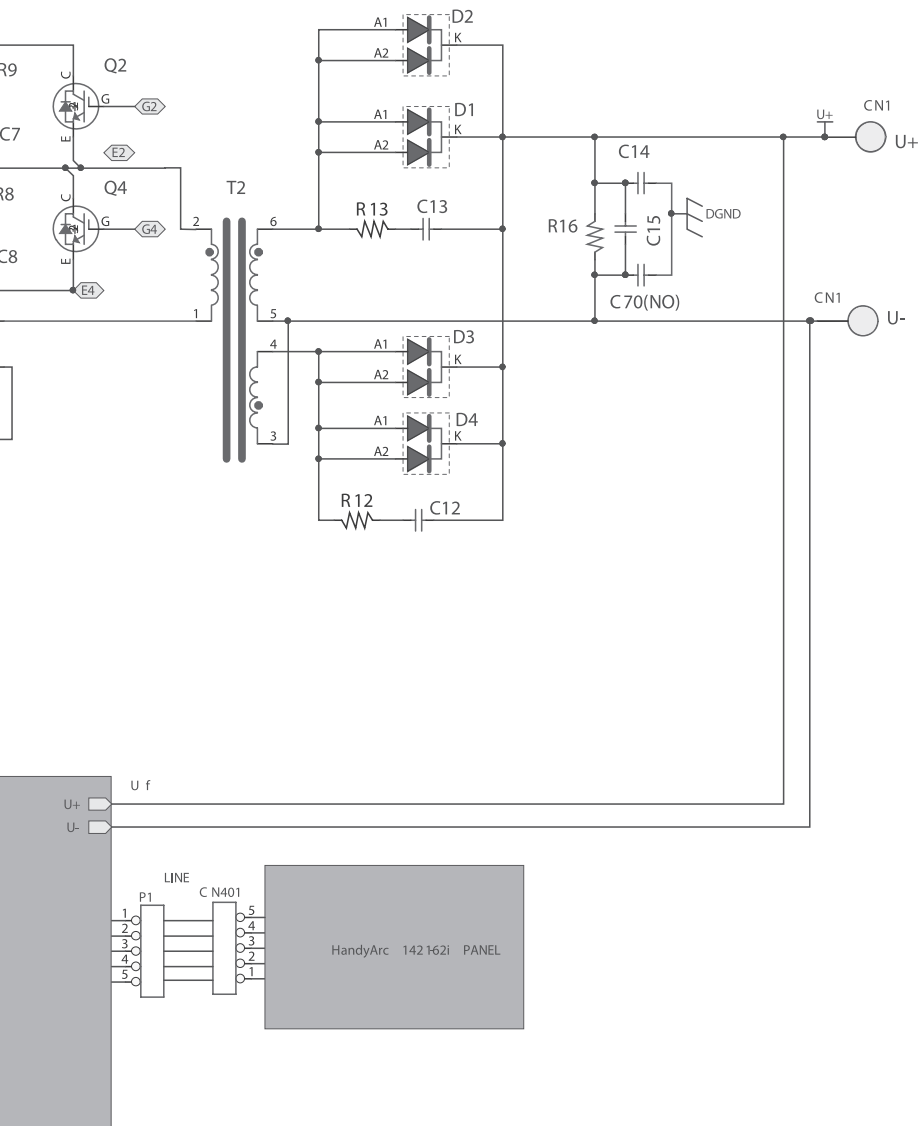 D2
A1
K
A2
R9
C
Q2
G
G2
D1
A1
K
A2
CN1
U+
U+
C7
E
E2
C14
R8
C
Q4
T2
G
G4
2
6
R13
C13
R16
C15
DGND
C8
E
E4
C70(NO)
CN1
U-
1
5
4
A1
D3
K
A2
3
A1
D4
K
A2
R12
C12
U f
U+
U-
LINE
P1
C N401
1
2
3
4
5
5
4
3
2
1
HandyArc 142162i PANEL